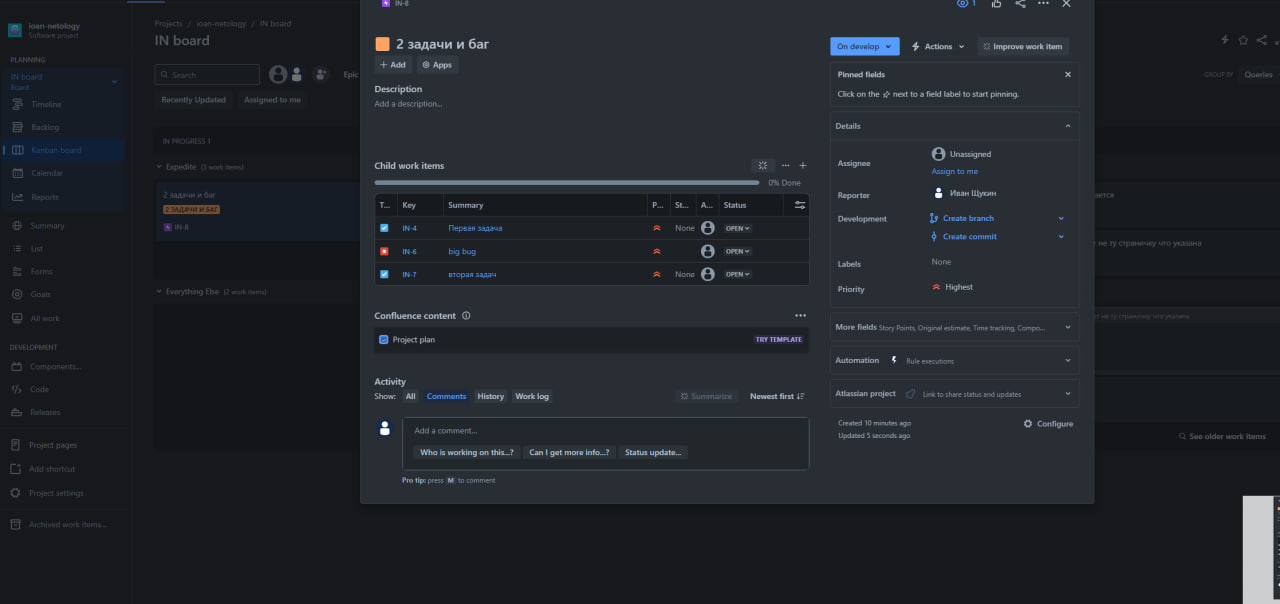 ioan-netology
Software project
PLANNING
IN board
Board
Timeline
Backlog
Kanban board
Calendar
Reports
Summary
List
Forms
Goals
All work
DEVELOPMENT
Components...
Code
Releases
Project pages
Add shortcut
Project settings
Archived work items...
Projects / ioan-netology / IN board
IN board
Search
Epic
Recently Updated
Assigned to me
IN PROGRESS 1
Expedite (3 work items)
2 задачи и баг
2 ЗАДАЧИ И БАГ
IN-8
Everything Else (2 work items)
IN-8
1
2 задачи и баг
+ Add
Apps
Description
Add a description...
Child work items
0% Done
T... Key Summary P... St... A... Status
IN-4 Первая задача None OPEN
IN-6 big bug OPEN
IN-7 вторая задач None OPEN
Confluence content
Project plan TRY TEMPLATE
Activity
Show: All Comments History Work log Summarize Newest first
Add a comment...
Who is working on this...? Can I get more info...? Status update...
Pro tip: press M to comment
On develop Actions Improve work item
Pinned fields
Click on the next to a field label to start pinning.
Details
Assignee Unassigned
Assign to me
Reporter Иван Щукин
Development Create branch
Create commit
Labels None
Priority Highest
More fields Story Points, Original estimate, Time tracking, Compo...
Automation Rule executions
Atlassian project Link to share status and updates
Created 10 minutes ago
Updated 5 seconds ago
Configure
GROUP BY Queries
не ту страничку что указана
не ту страничку что указана
See older work items